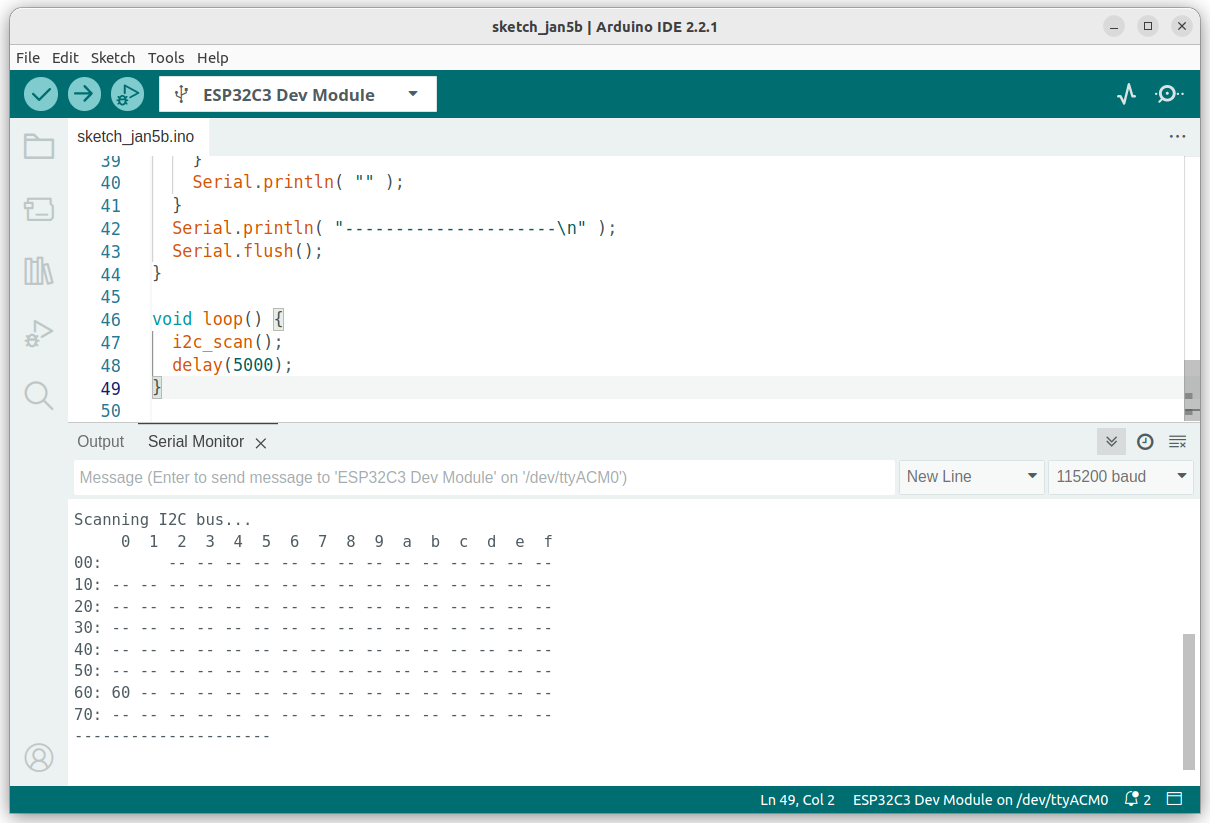 sketch_jan5b | Arduino IDE 2.2.1
File Edit Sketch Tools Help
ESP32C3 Dev Module
sketch_jan5b.ino
39 }
40 Serial.println( "" );
41 }
42 Serial.println( "---------------------\n" );
43 Serial.flush();
44 }
45
46 void loop() {
47 i2c_scan();
48 delay(5000);
49 }
50
Output Serial Monitor
Message (Enter to send message to 'ESP32C3 Dev Module' on '/dev/ttyACM0') New Line 115200 baud
Scanning I2C bus...
0 1 2 3 4 5 6 7 8 9 a b c d e f
00: -- -- -- -- -- -- -- -- -- -- -- -- -- --
10: -- -- -- -- -- -- -- -- -- -- -- -- -- -- -- --
20: -- -- -- -- -- -- -- -- -- -- -- -- -- -- -- --
30: -- -- -- -- -- -- -- -- -- -- -- -- -- -- -- --
40: -- -- -- -- -- -- -- -- -- -- -- -- -- -- -- --
50: -- -- -- -- -- -- -- -- -- -- -- -- -- -- -- --
60: 60 -- -- -- -- -- -- -- -- -- -- -- -- -- -- --
70: -- -- -- -- -- -- -- -- -- -- -- -- -- -- -- --
---------------------
Ln 49, Col 2 ESP32C3 Dev Module on /dev/ttyACM0 2